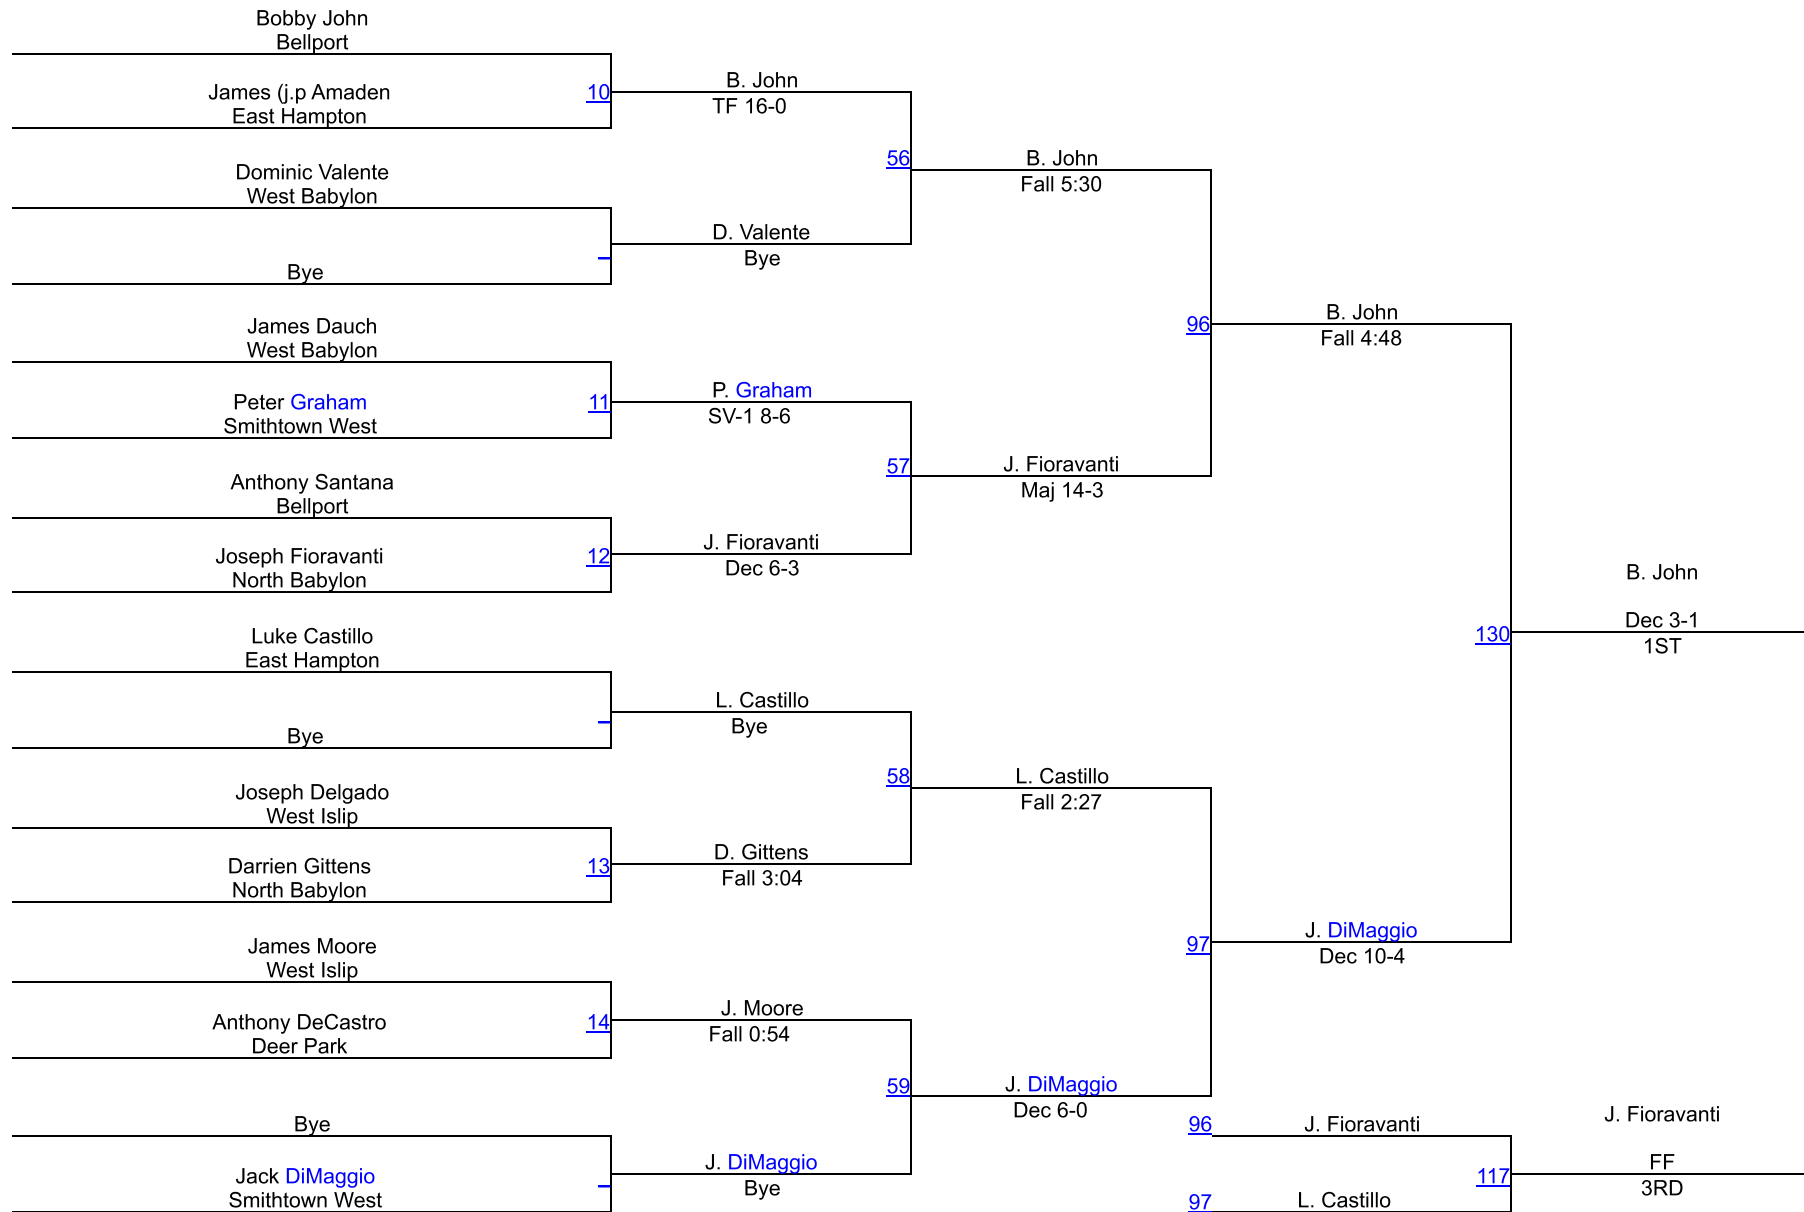 Bobby John
Bellport
James (j.p Amaden
East Hampton
10
B. John
TF 16-0
Dominic Valente
West Babylon
Bye
D. Valente
Bye
56
B. John
Fall 5:30
James Dauch
West Babylon
Peter Graham
Smithtown West
11
P. Graham
SV-1 8-6
Anthony Santana
Bellport
Joseph Fioravanti
North Babylon
12
J. Fioravanti
Dec 6-3
57
J. Fioravanti
Maj 14-3
96
B. John
Fall 4:48
Luke Castillo
East Hampton
Bye
L. Castillo
Bye
Joseph Delgado
West Islip
Darrien Gittens
North Babylon
13
D. Gittens
Fall 3:04
58
L. Castillo
Fall 2:27
James Moore
West Islip
Anthony DeCastro
Deer Park
14
J. Moore
Fall 0:54
Bye
Jack DiMaggio
Smithtown West
J. DiMaggio
Bye
59
J. DiMaggio
Dec 6-0
97
J. DiMaggio
Dec 10-4
130
B. John
Dec 3-1
1ST
96
J. Fioravanti
97
L. Castillo
117
J. Fioravanti
FF
3RD